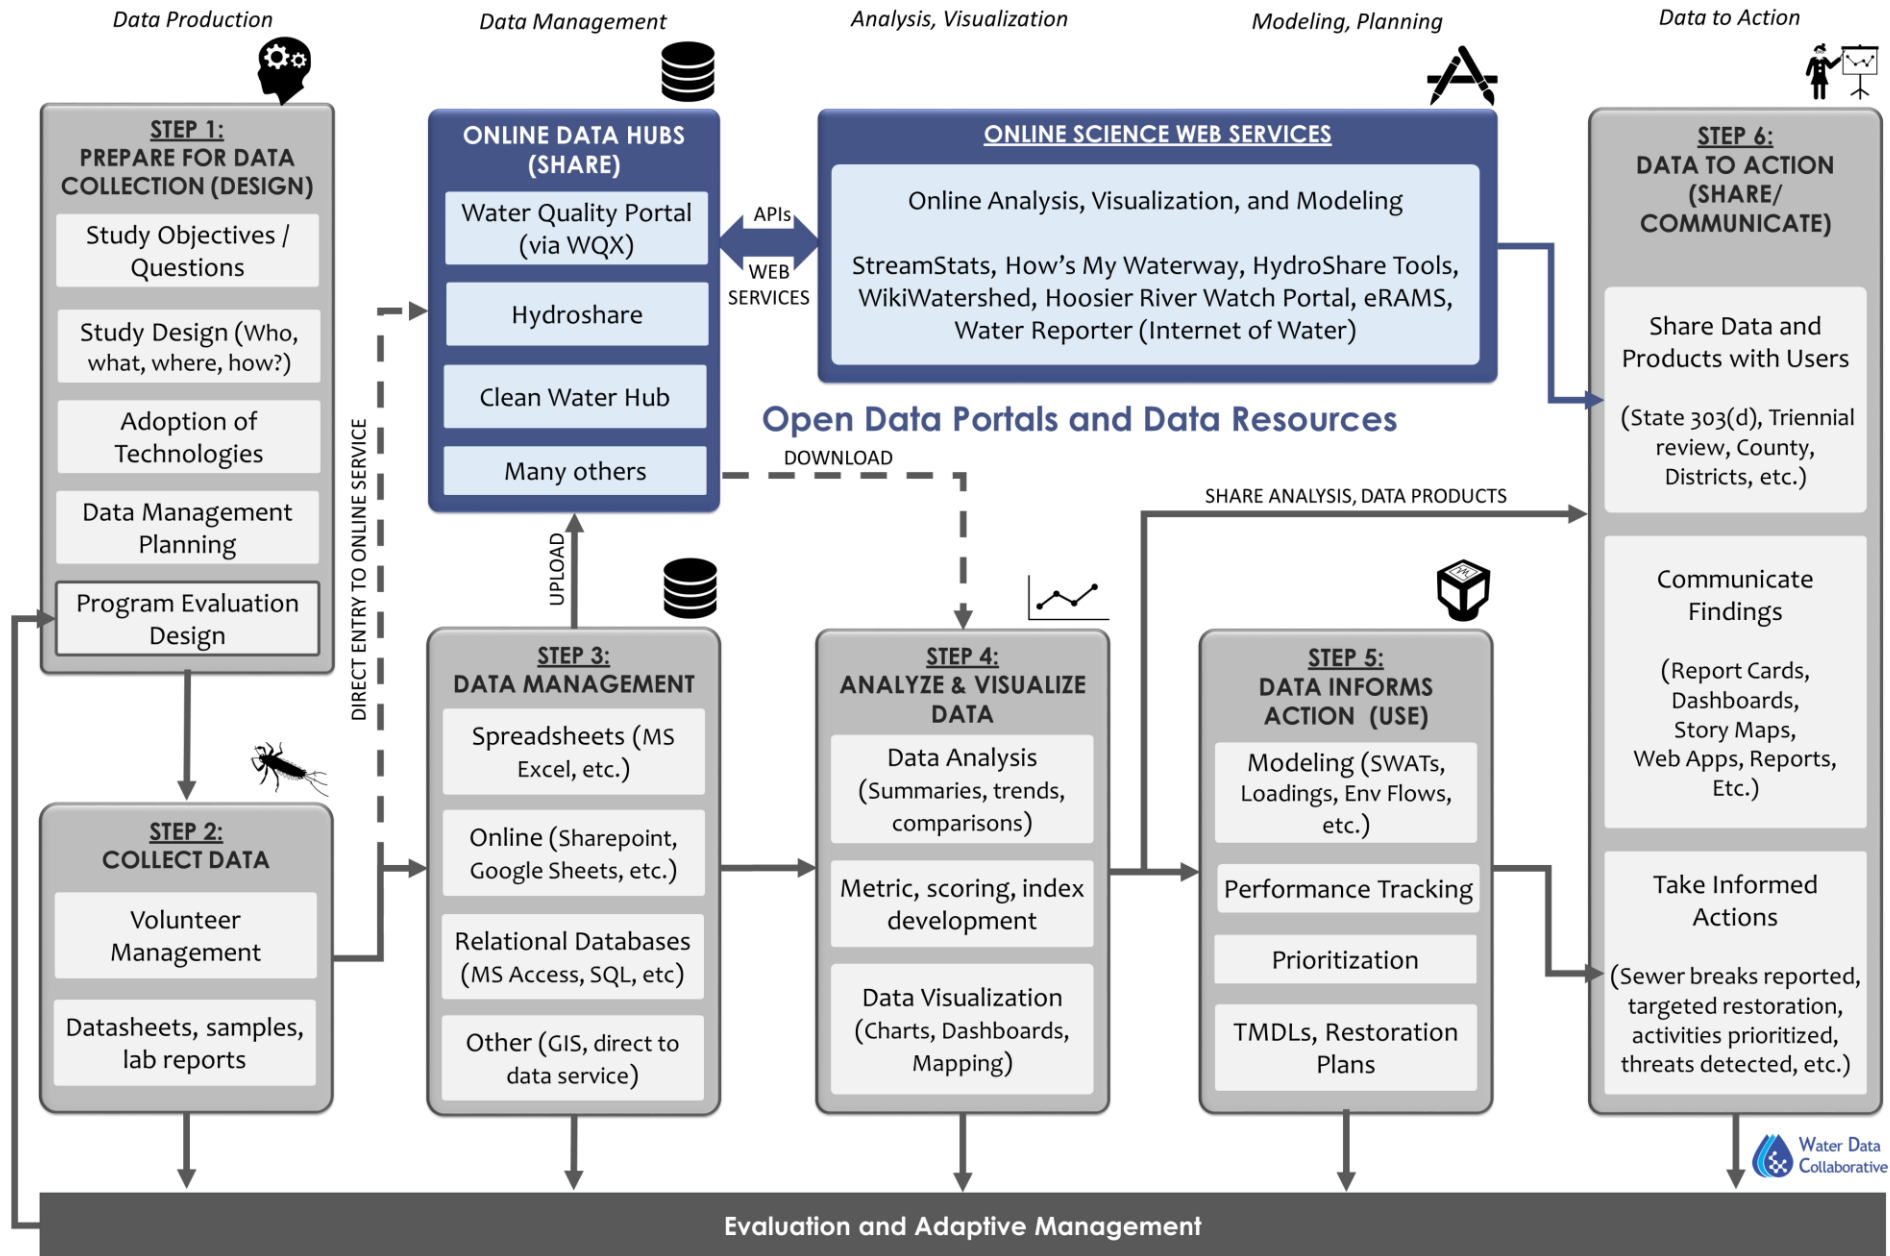 Data Production
Data Management
Analysis, Visualization
Modeling, Planning
Data to Action
STEP 1:
PREPARE FOR DATA
COLLECTION (DESIGN)
Study Objectives /
Questions
Study Design (Who,
what, where, how?)
Adoption of
Technologies
Data Management
Planning
Program Evaluation
Design
STEP 2:
COLLECT DATA
Volunteer
Management
Datasheets, samples,
lab reports
DIRECT ENTRY TO ONLINE SERVICE
ONLINE DATA HUBS
(SHARE)
Water Quality Portal
(via WQX)
Hydroshare
Clean Water Hub
Many others
UPLOAD
APIs
WEB
SERVICES
ONLINE SCIENCE WEB SERVICES
Online Analysis, Visualization, and Modeling
StreamStats, How's My Waterway, HydroShare Tools,
WikiWatershed, Hoosier River Watch Portal, eRAMS,
Water Reporter (Internet of Water)
Open Data Portals and Data Resources
DOWNLOAD
SHARE ANALYSIS, DATA PRODUCTS
STEP 3:
DATA MANAGEMENT
Spreadsheets (MS
Excel, etc.)
Online (Sharepoint,
Google Sheets, etc.)
Relational Databases
(MS Access, SQL, etc)
Other (GIS, direct to
data service)
STEP 4:
ANALYZE & VISUALIZE
DATA
Data Analysis
(Summaries, trends,
comparisons)
Metric, scoring, index
development
Data Visualization
(Charts, Dashboards,
Mapping)
STEP 5:
DATA INFORMS
ACTION (USE)
Modeling (SWATs,
Loadings, Env Flows,
etc.)
Performance Tracking
Prioritization
TMDLs, Restoration
Plans
STEP 6:
DATA TO ACTION
(SHARE/
COMMUNICATE)
Share Data and
Products with Users
(State 303(d), Triennial
review, County,
Districts, etc.)
Communicate
Findings
(Report Cards,
Dashboards,
Story Maps,
Web Apps, Reports,
Etc.)
Take Informed
Actions
(Sewer breaks reported,
targeted restoration,
activities prioritized,
threats detected, etc.)
Water Data
Collaborative
Evaluation and Adaptive Management